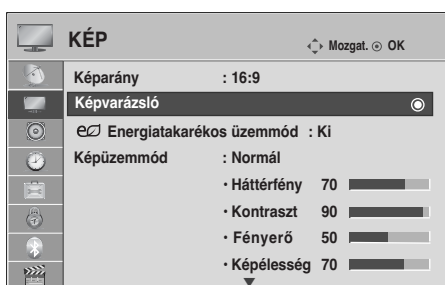 KÉP
Mozgat. OK
Képarány : 16:9
Képvarázsló
Energiatakarékos üzemmód : Ki
Képüzemmód : Normál
• Háttérfény 70
• Kontraszt 90
• Fényerő 50
• Képélesség 70